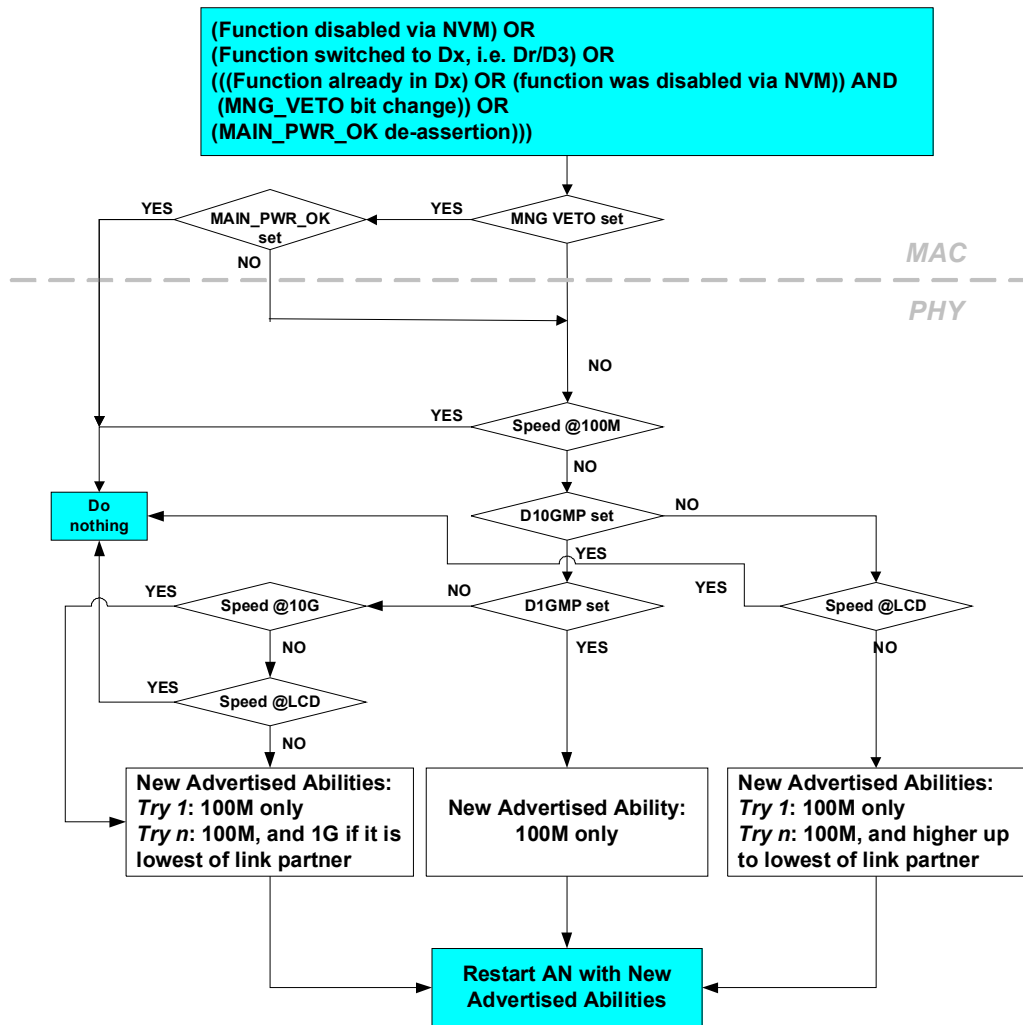 (Function disabled via NVM) OR
(Function switched to Dx, i.e. Dr/D3) OR
(((Function already in Dx) OR (function was disabled via NVM)) AND
(MNG_VETO bit change)) OR
(MAIN_PWR_OK de-assertion)))
YES
MAIN_PWR_OK
set
YES
MNG VETO set
NO
MAC
PHY
NO
YES
Speed @100M
NO
Do
nothing
D10GMP set
NO
YES
YES
Speed @10G
NO
D1GMP set
YES
Speed @LCD
NO
YES
NO
YES
Speed @LCD
NO
New Advertised Abilities:
Try 1: 100M only
Try n: 100M, and 1G if it is
lowest of link partner
New Advertised Ability:
100M only
New Advertised Abilities:
Try 1: 100M only
Try n: 100M, and higher up
to lowest of link partner
Restart AN with New
Advertised Abilities